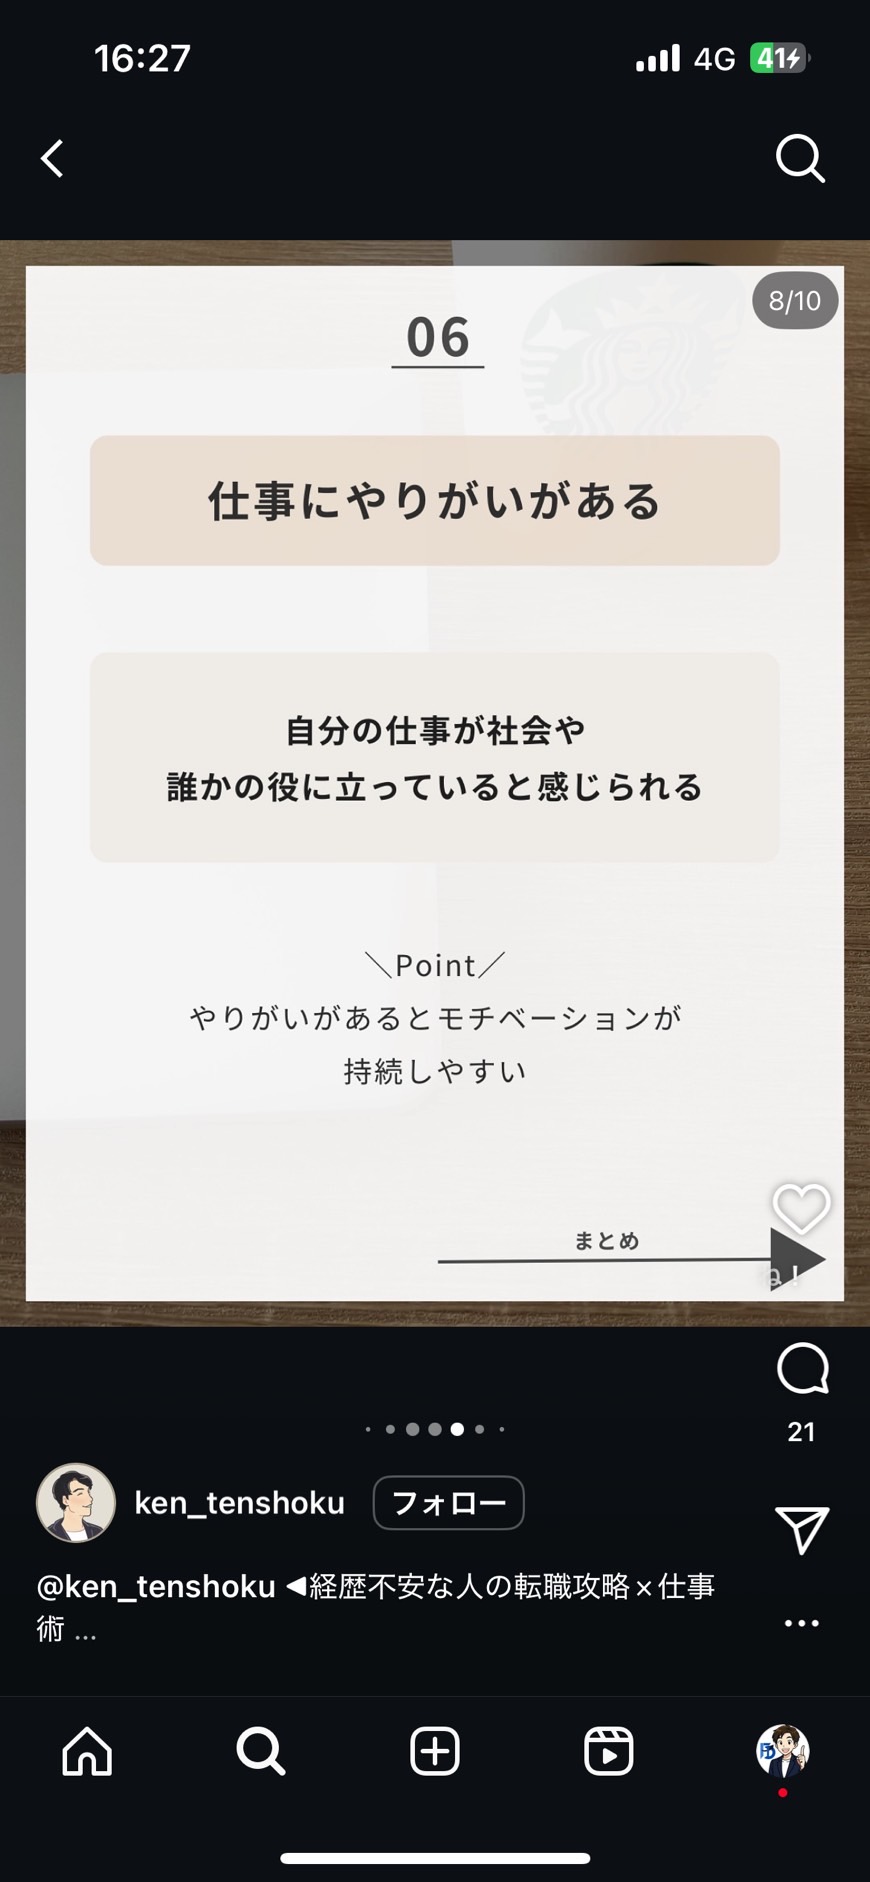 16:27
4G
41
8/10
06
仕事にやりがいがある
自分の仕事が社会や
誰かの役に立っていると感じられる
＼Point／
やりがいがあるとモチベーションが
持続しやすい
まとめ
ね！
21
ken_tenshoku
フォロー
@ken_tenshoku ◀経歴不安な人の転職攻略×仕事
術 ...